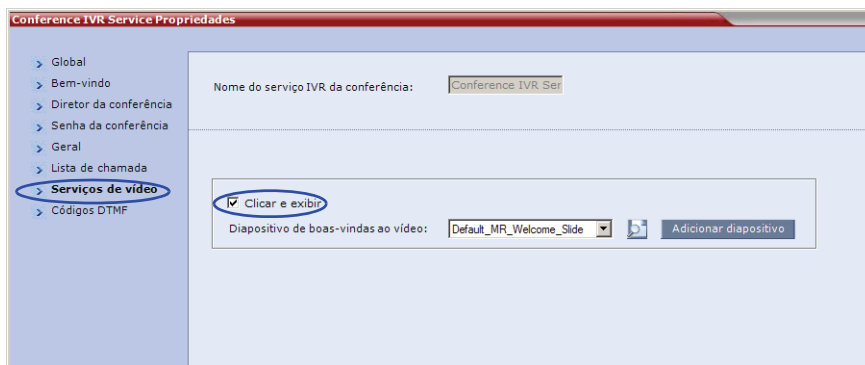 Conference IVR Service Propriedades
Global
Bem-vindo
Diretor da conferência
Senha da conferência
Geral
Lista de chamada
Serviços de vídeo
Códigos DTMF
Nome do serviço IVR da conferência: Conference IVR Ser
Clicar e exibir
Diapositivo de boas-vindas ao vídeo: Default_MR_Welcome_Slide Adicionar diapositivo